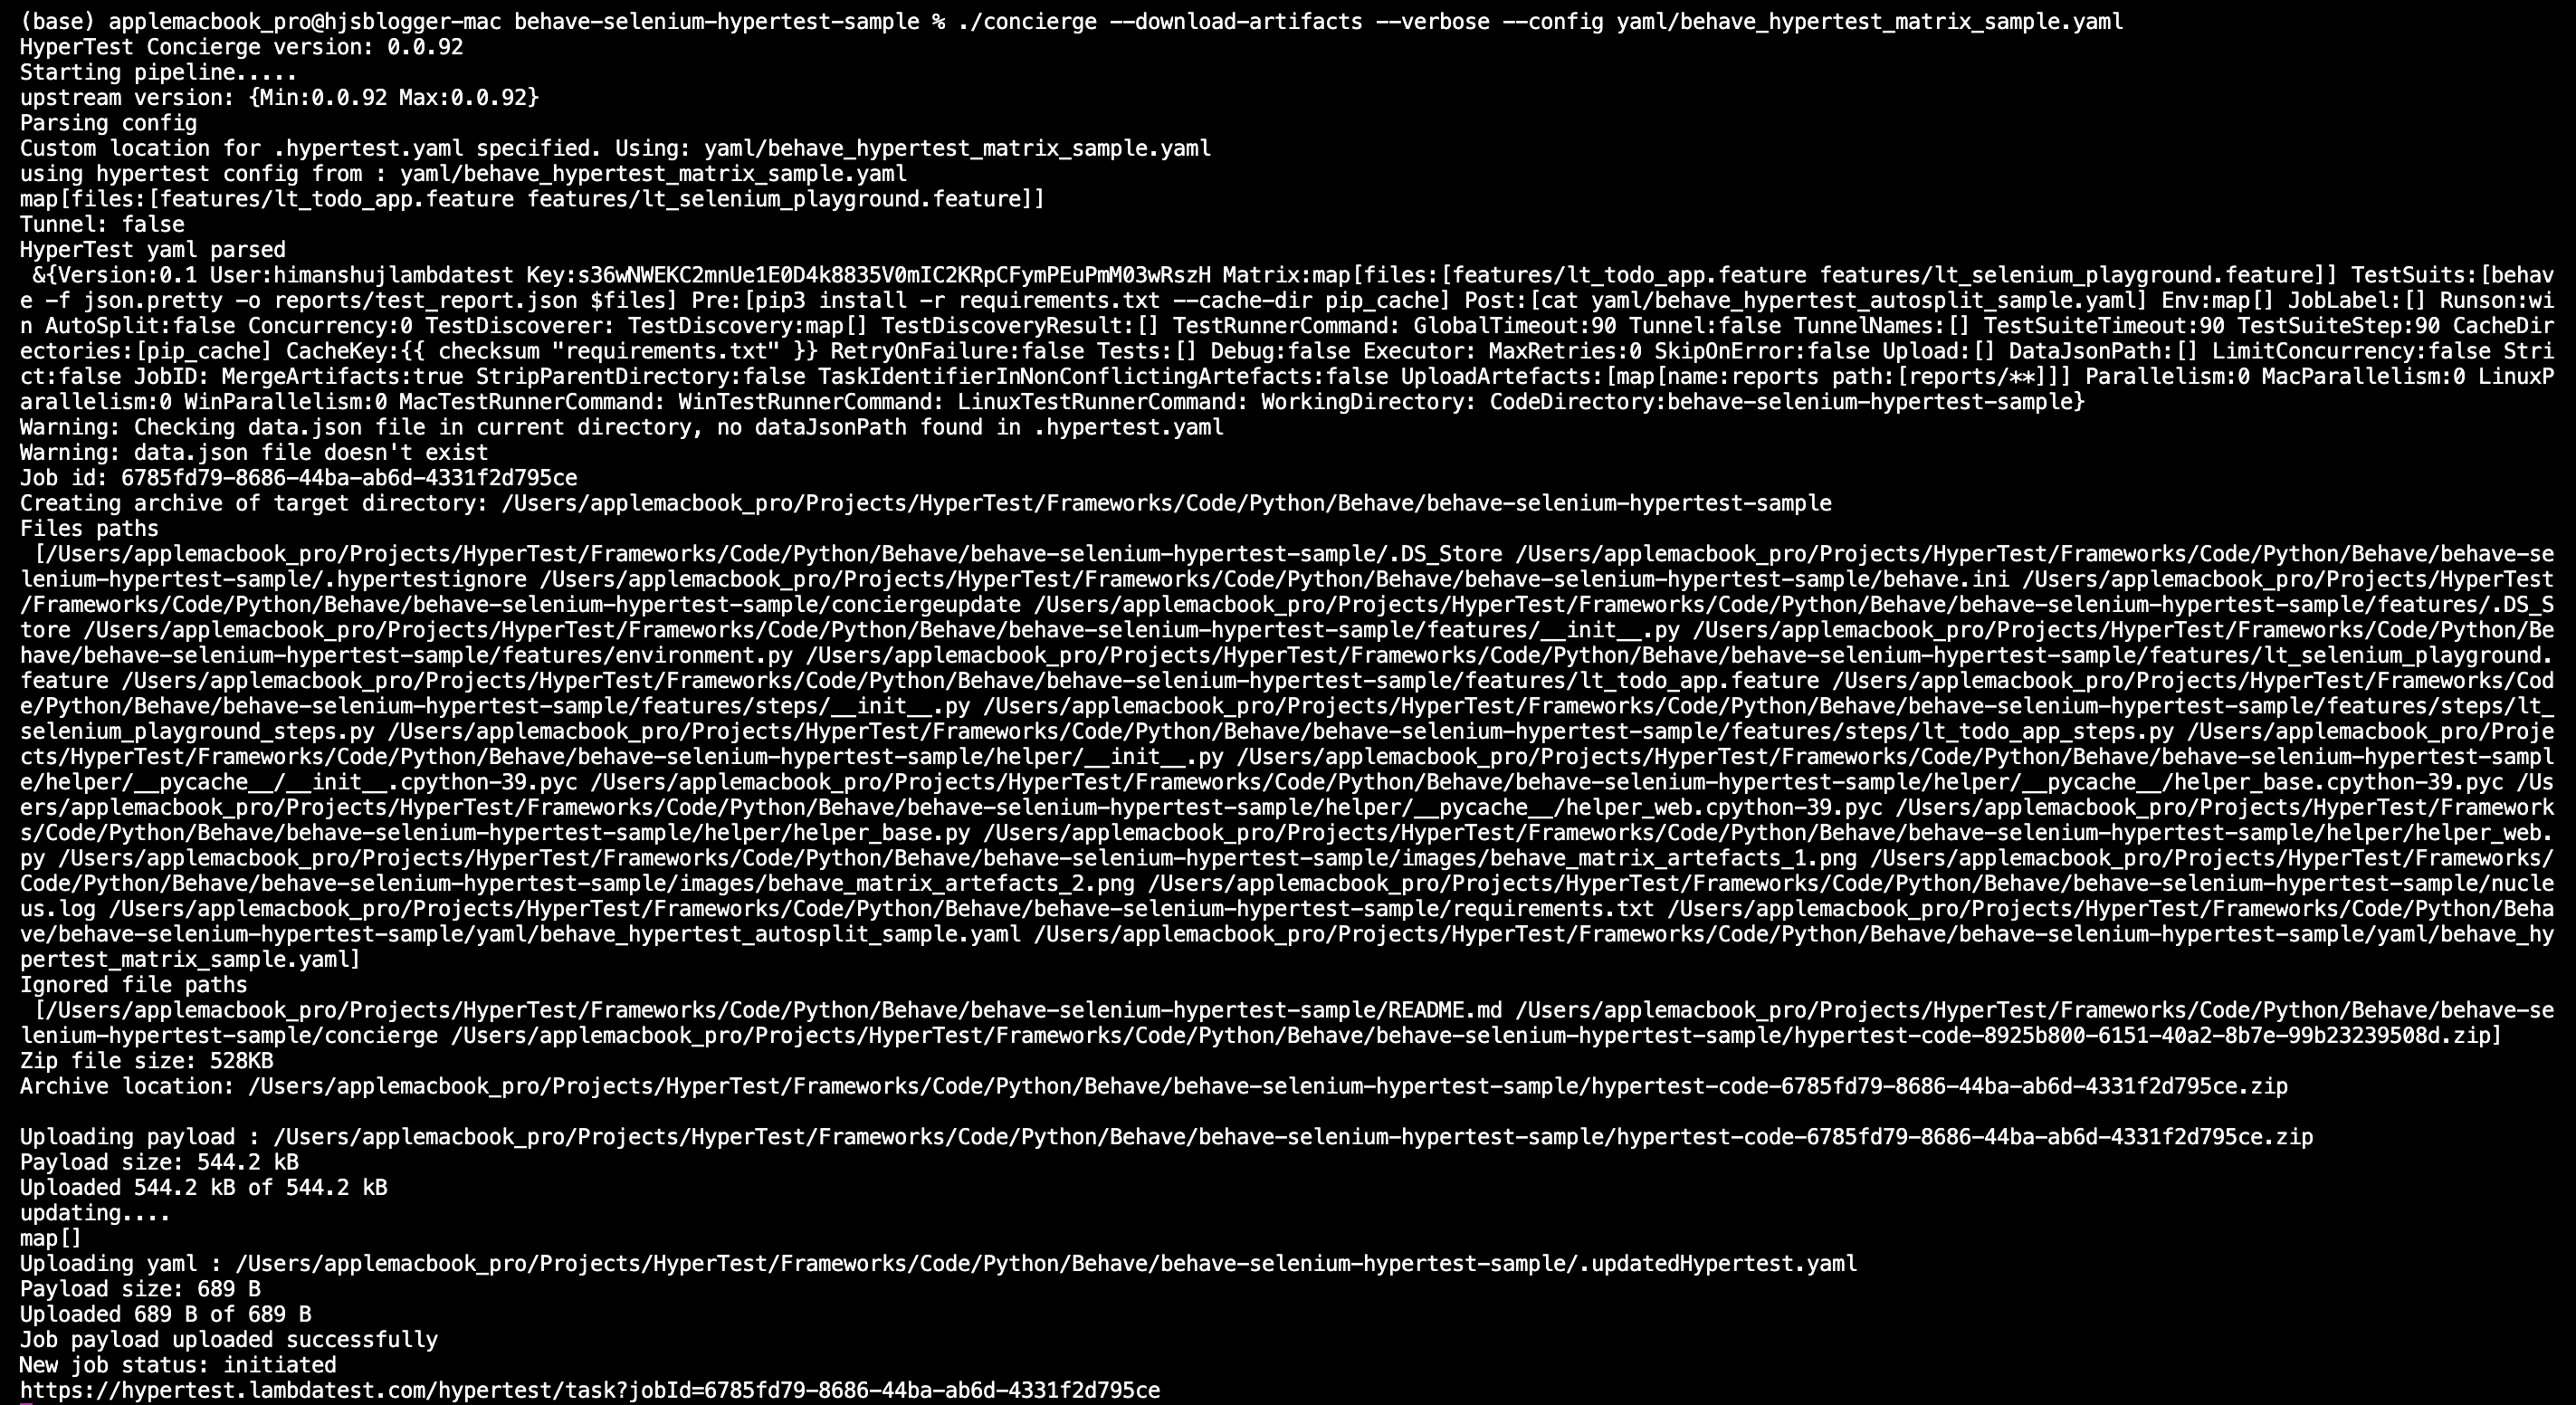 (base) applemacbook_pro@hjsblogger-mac behave-selenium-hypertest-sample % ./concierge --download-artifacts --verbose --config yaml/behave_hypertest_matrix_sample.yaml
HyperTest Concierge version: 0.0.92
Starting pipeline.....
upstream version: {Min:0.0.92 Max:0.0.92}
Parsing config
Custom location for .hypertest.yaml specified. Using: yaml/behave_hypertest_matrix_sample.yaml
using hypertest config from : yaml/behave_hypertest_matrix_sample.yaml
map[files:[features/lt_todo_app.feature features/lt_selenium_playground.feature]]
Tunnel: false
HyperTest yaml parsed
&{Version:0.1 User:himanshujlambdatest Key:s36wNWEKC2mnUe1E0D4k8835V0mIC2KRpCFymPEuPmM03wRszH Matrix:map[files:[features/lt_todo_app.feature features/lt_selenium_playground.feature]] TestSuits:[behav
e -f json.pretty -o reports/test_report.json $files] Pre:[pip3 install -r requirements.txt --cache-dir pip_cache] Post:[cat yaml/behave_hypertest_autosplit_sample.yaml] Env:map[] JobLabel:[] Runson:wi
n AutoSplit:false Concurrency:0 TestDiscoverer: TestDiscovery:map[] TestDiscoveryResult:[] TestRunnerCommand: GlobalTimeout:90 Tunnel:false TunnelNames:[] TestSuiteTimeout:90 TestSuiteStep:90 CacheDir
ectories:[pip_cache] CacheKey:{{ checksum "requirements.txt" }} RetryOnFailure:false Tests:[] Debug:false Executor: MaxRetries:0 SkipOnError:false Upload:[] DataJsonPath:[] LimitConcurrency:false Stri
ct:false JobID: MergeArtifacts:true StripParentDirectory:false TaskIdentifierInNonConflictingArtefacts:false UploadArtefacts:[map[name:reports path:[reports/**]]] Parallelism:0 MacParallelism:0 LinuxP
arallelism:0 WinParallelism:0 MacTestRunnerCommand: WinTestRunnerCommand: LinuxTestRunnerCommand: WorkingDirectory: CodeDirectory:behave-selenium-hypertest-sample}
Warning: Checking data.json file in current directory, no dataJsonPath found in .hypertest.yaml
Warning: data.json file doesn't exist
Job id: 6785fd79-8686-44ba-ab6d-4331f2d795ce
Creating archive of target directory: /Users/applemacbook_pro/Projects/HyperTest/Frameworks/Code/Python/Behave/behave-selenium-hypertest-sample
Files paths
[/Users/applemacbook_pro/Projects/HyperTest/Frameworks/Code/Python/Behave/behave-selenium-hypertest-sample/.DS_Store /Users/applemacbook_pro/Projects/HyperTest/Frameworks/Code/Python/Behave/behave-se
lenium-hypertest-sample/.hypertestignore /Users/applemacbook_pro/Projects/HyperTest/Frameworks/Code/Python/Behave/behave-selenium-hypertest-sample/behave.ini /Users/applemacbook_pro/Projects/HyperTest
/Frameworks/Code/Python/Behave/behave-selenium-hypertest-sample/conciergeupdate /Users/applemacbook_pro/Projects/HyperTest/Frameworks/Code/Python/Behave/behave-selenium-hypertest-sample/features/.DS_S
tore /Users/applemacbook_pro/Projects/HyperTest/Frameworks/Code/Python/Behave/behave-selenium-hypertest-sample/features/__init__.py /Users/applemacbook_pro/Projects/HyperTest/Frameworks/Code/Python/Be
have/behave-selenium-hypertest-sample/features/environment.py /Users/applemacbook_pro/Projects/HyperTest/Frameworks/Code/Python/Behave/behave-selenium-hypertest-sample/features/lt_selenium_playground.
feature /Users/applemacbook_pro/Projects/HyperTest/Frameworks/Code/Python/Behave/behave-selenium-hypertest-sample/features/lt_todo_app.feature /Users/applemacbook_pro/Projects/HyperTest/Frameworks/Cod
e/Python/Behave/behave-selenium-hypertest-sample/features/steps/__init__.py /Users/applemacbook_pro/Projects/HyperTest/Frameworks/Code/Python/Behave/behave-selenium-hypertest-sample/features/steps/lt_
selenium_playground_steps.py /Users/applemacbook_pro/Projects/HyperTest/Frameworks/Code/Python/Behave/behave-selenium-hypertest-sample/features/steps/lt_todo_app_steps.py /Users/applemacbook_pro/Proje
cts/HyperTest/Frameworks/Code/Python/Behave/behave-selenium-hypertest-sample/helper/__init__.py /Users/applemacbook_pro/Projects/HyperTest/Frameworks/Code/Python/Behave/behave-selenium-hypertest-sampl
e/helper/__pycache__/__init__.cpython-39.pyc /Users/applemacbook_pro/Projects/HyperTest/Frameworks/Code/Python/Behave/behave-selenium-hypertest-sample/helper/__pycache__/helper_base.cpython-39.pyc /Us
ers/applemacbook_pro/Projects/HyperTest/Frameworks/Code/Python/Behave/behave-selenium-hypertest-sample/helper/__pycache__/helper_web.cpython-39.pyc /Users/applemacbook_pro/Projects/HyperTest/Framework
s/Code/Python/Behave/behave-selenium-hypertest-sample/helper/helper_base.py /Users/applemacbook_pro/Projects/HyperTest/Frameworks/Code/Python/Behave/behave-selenium-hypertest-sample/helper/helper_web.
py /Users/applemacbook_pro/Projects/HyperTest/Frameworks/Code/Python/Behave/behave-selenium-hypertest-sample/images/behave_matrix_artefacts_1.png /Users/applemacbook_pro/Projects/HyperTest/Frameworks/
Code/Python/Behave/behave-selenium-hypertest-sample/images/behave_matrix_artefacts_2.png /Users/applemacbook_pro/Projects/HyperTest/Frameworks/Code/Python/Behave/behave-selenium-hypertest-sample/nucle
us.log /Users/applemacbook_pro/Projects/HyperTest/Frameworks/Code/Python/Behave/behave-selenium-hypertest-sample/requirements.txt /Users/applemacbook_pro/Projects/HyperTest/Frameworks/Code/Python/Beha
ve/behave-selenium-hypertest-sample/yaml/behave_hypertest_autosplit_sample.yaml /Users/applemacbook_pro/Projects/HyperTest/Frameworks/Code/Python/Behave/behave-selenium-hypertest-sample/yaml/behave_hy
pertest_matrix_sample.yaml]
Ignored file paths
[/Users/applemacbook_pro/Projects/HyperTest/Frameworks/Code/Python/Behave/behave-selenium-hypertest-sample/README.md /Users/applemacbook_pro/Projects/HyperTest/Frameworks/Code/Python/Behave/behave-se
lenium-hypertest-sample/concierge /Users/applemacbook_pro/Projects/HyperTest/Frameworks/Code/Python/Behave/behave-selenium-hypertest-sample/hypertest-code-8925b800-6151-40a2-8b7e-99b23239508d.zip]
Zip file size: 528KB
Archive location: /Users/applemacbook_pro/Projects/HyperTest/Frameworks/Code/Python/Behave/behave-selenium-hypertest-sample/hypertest-code-6785fd79-8686-44ba-ab6d-4331f2d795ce.zip
Uploading payload : /Users/applemacbook_pro/Projects/HyperTest/Frameworks/Code/Python/Behave/behave-selenium-hypertest-sample/hypertest-code-6785fd79-8686-44ba-ab6d-4331f2d795ce.zip
Payload size: 544.2 kB
Uploaded 544.2 kB of 544.2 kB
updating....
map[]
Uploading yaml : /Users/applemacbook_pro/Projects/HyperTest/Frameworks/Code/Python/Behave/behave-selenium-hypertest-sample/.updatedHypertest.yaml
Payload size: 689 B
Uploaded 689 B of 689 B
Job payload uploaded successfully
New job status: initiated
https://hypertest.lambdatest.com/hypertest/task?jobId=6785fd79-8686-44ba-ab6d-4331f2d795ce